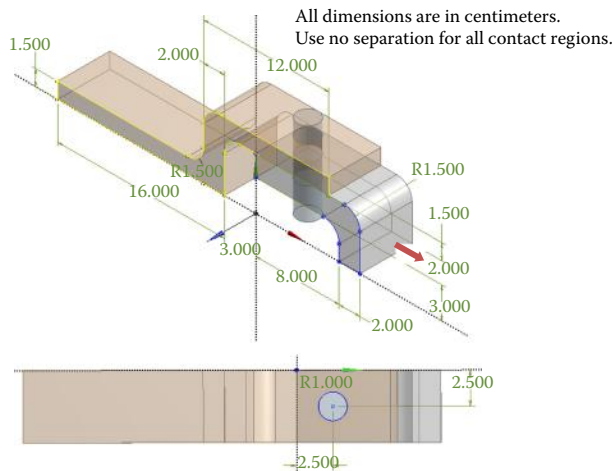 All dimensions are in centimeters.
Use no separation for all contact regions.
1.500
2.000
12.000
R1.500
R1.500
16.000
1.500
3.000
2.000
8.000
3.000
2.000
R1.000
2.500
2.500